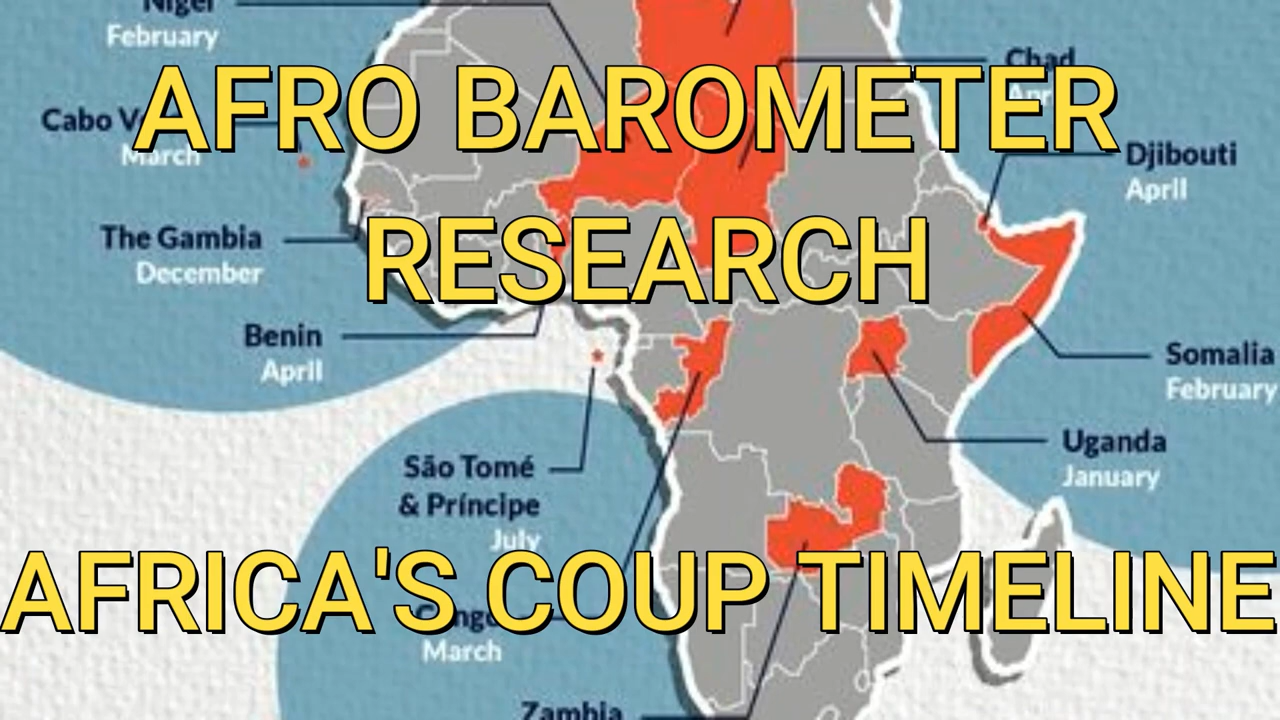 Niger
February
AFRO BAROMETER
RESEARCH
AFRICA'S COUP TIMELINE
Chad
Cabo
March
Djibouti
April
The Gambia
December
Benin
April
Somalia
February
Uganda
January
São Tomé
& Príncipe
July
March
Zambia